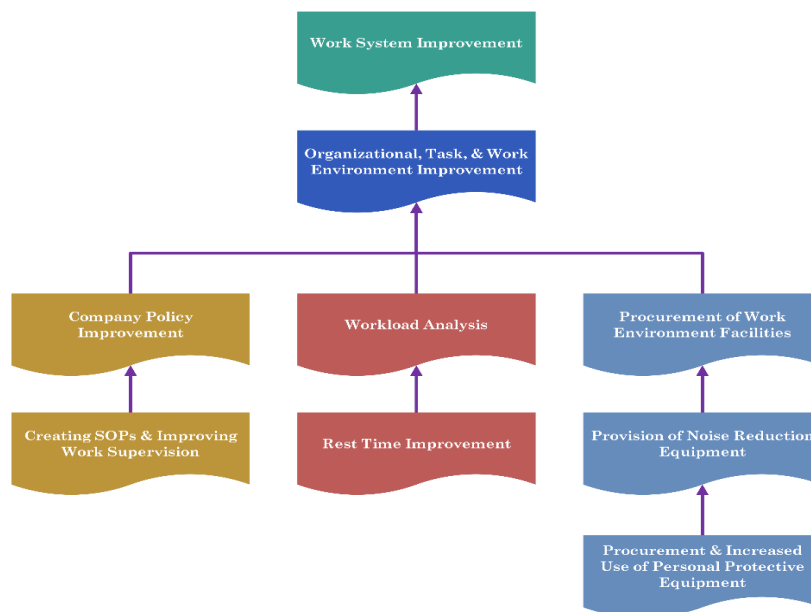 Work System Improvement
Organizational, Task, & Work
Environment Improvement
Company Policy
Improvement
Workload Analysis
Procurement of Work
Environment Facilities
Creating SOPs & Improving
Work Supervision
Rest Time Improvement
Provision of Noise Reduction
Equipment
Procurement & Increased
Use of Personal Protective
Equipment